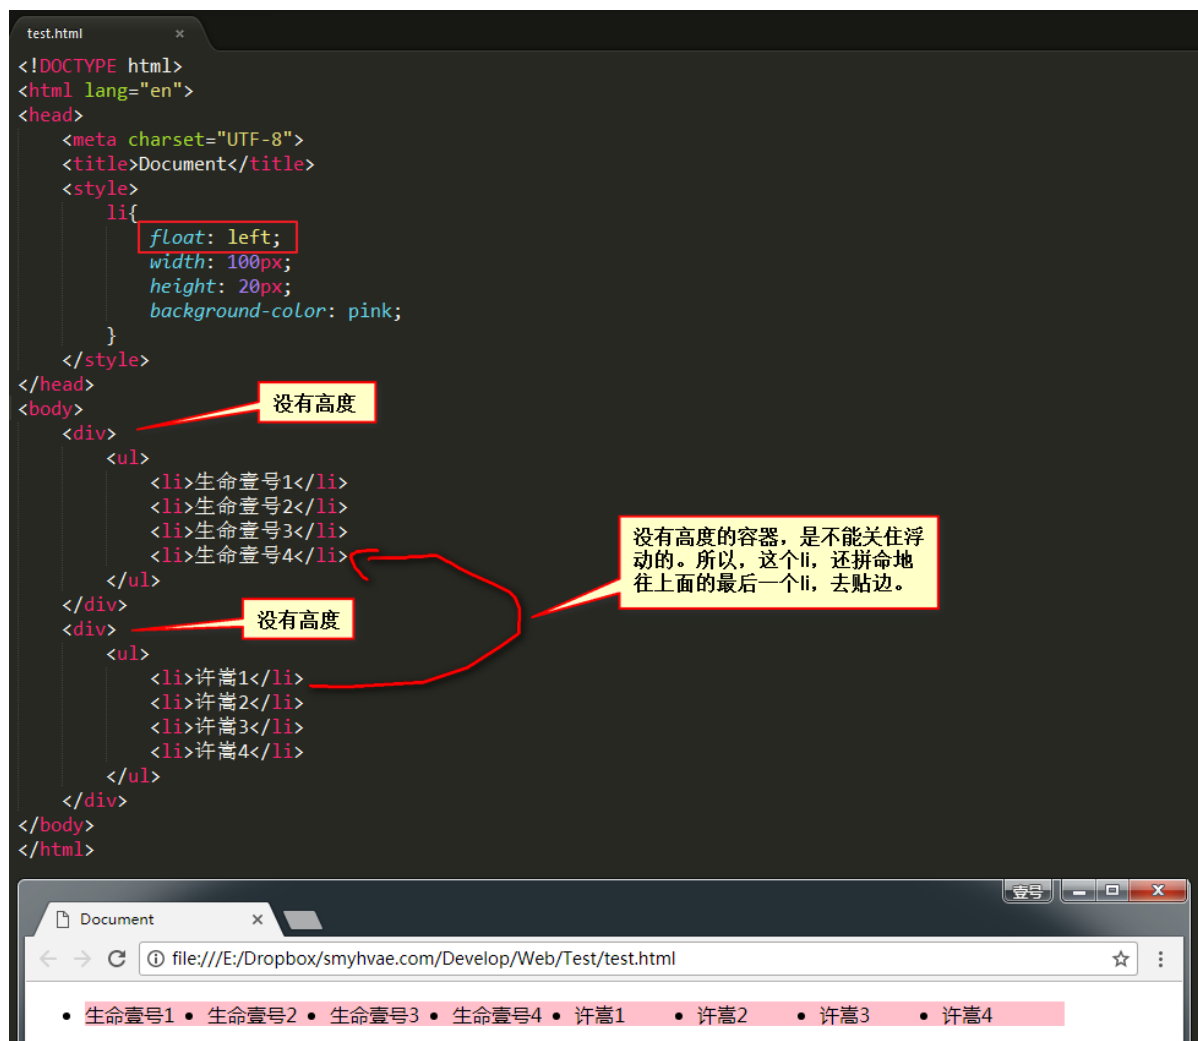 test.html ×
<!DOCTYPE html>
<html lang="en">
<head>
<meta charset="UTF-8">
<title>Document</title>
<style>
li{
float: left;
width: 100px;
height: 20px;
background-color: pink;
}
</style>
</head>
没有高度
<body>
<div>
<ul>
<li>生命壹号1</li>
<li>生命壹号2</li>
<li>生命壹号3</li>
<li>生命壹号4</li>
没有高度的容器，是不能关住浮
动的。所以，这个li，还拼命地
往上面的最后一个li，去贴边。
</ul>
</div>
没有高度
<div>
<ul>
<li>许嵩1</li>
<li>许嵩2</li>
<li>许嵩3</li>
<li>许嵩4</li>
</ul>
</div>
</body>
</html>
壹号
Document ×
file:///E:/Dropbox/smyhvae.com/Develop/Web/Test/test.html
• 生命壹号1 • 生命壹号2 • 生命壹号3 • 生命壹号4 • 许嵩1 • 许嵩2 • 许嵩3 • 许嵩4